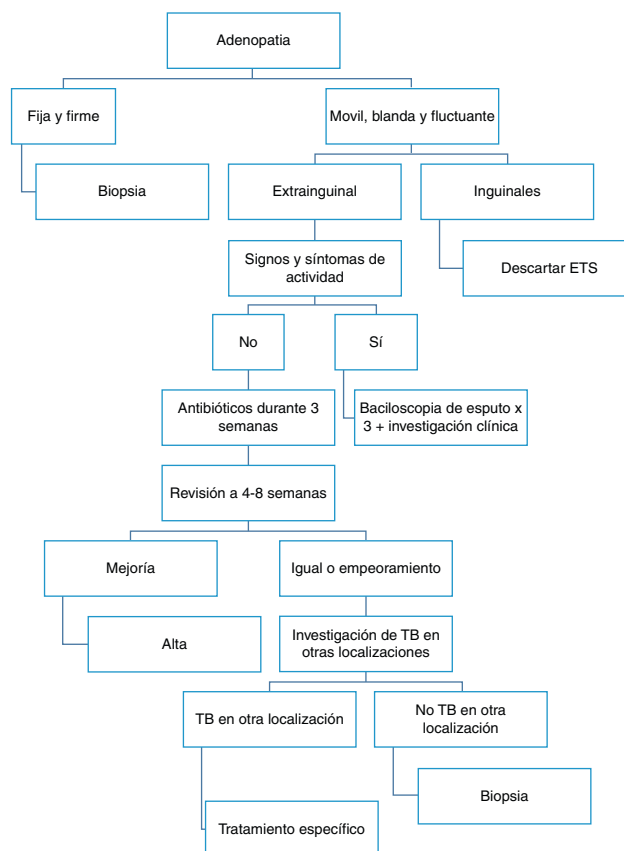 Adenopatia
Fija y firme
Movil, blanda y fluctuante
Biopsia
Extrainguinal
Inguinales
Signos y síntomas de
actividad
Descartar ETS
No
Sí
Antibióticos durante 3
semanas
Baciloscopia de esputo x
3 + investigación clínica
Revisión a 4-8 semanas
Mejoría
Igual o empeoramiento
Alta
Investigación de TB en
otras localizaciones
TB en otra localización
No TB en otra
localización
Biopsia
Tratamiento específico